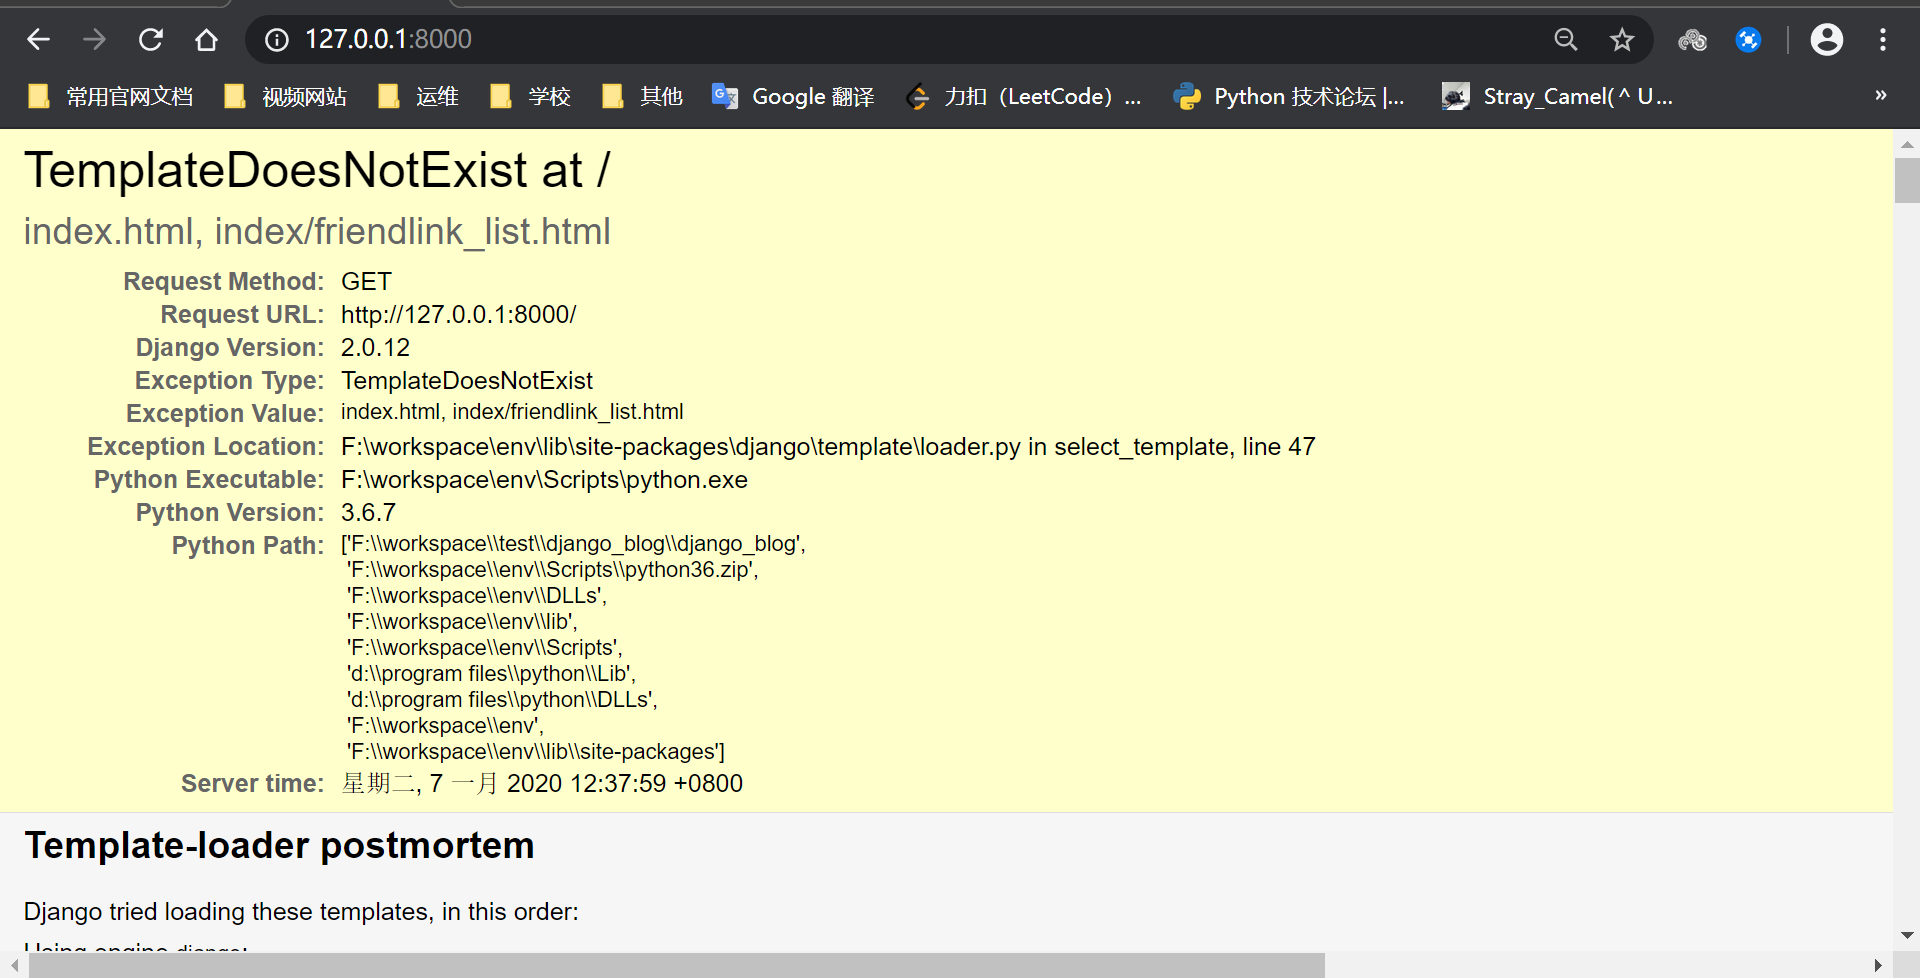 127.0.0.1:8000
常用官网文档 视频网站 运维 学校 其他 Google 翻译 力扣（LeetCode）... Python 技术论坛 |... Stray_Camel( ^ U... »
TemplateDoesNotExist at /
index.html, index/friendlink_list.html
Request Method: GET
Request URL: http://127.0.0.1:8000/
Django Version: 2.0.12
Exception Type: TemplateDoesNotExist
Exception Value: index.html, index/friendlink_list.html
Exception Location: F:\workspace\env\lib\site-packages\django\template\loader.py in select_template, line 47
Python Executable: F:\workspace\env\Scripts\python.exe
Python Version: 3.6.7
Python Path: ['F:\\workspace\\test\\django_blog\\django_blog',
'F:\\workspace\\env\\Scripts\\python36.zip',
'F:\\workspace\\env\\DLLs',
'F:\\workspace\\env\\lib',
'F:\\workspace\\env\\Scripts',
'd:\\program files\\python\\Lib',
'd:\\program files\\python\\DLLs',
'F:\\workspace\\env',
'F:\\workspace\\env\\lib\\site-packages']
Server time: 星期二, 7 一月 2020 12:37:59 +0800
Template-loader postmortem
Django tried loading these templates, in this order:
Using engine django: